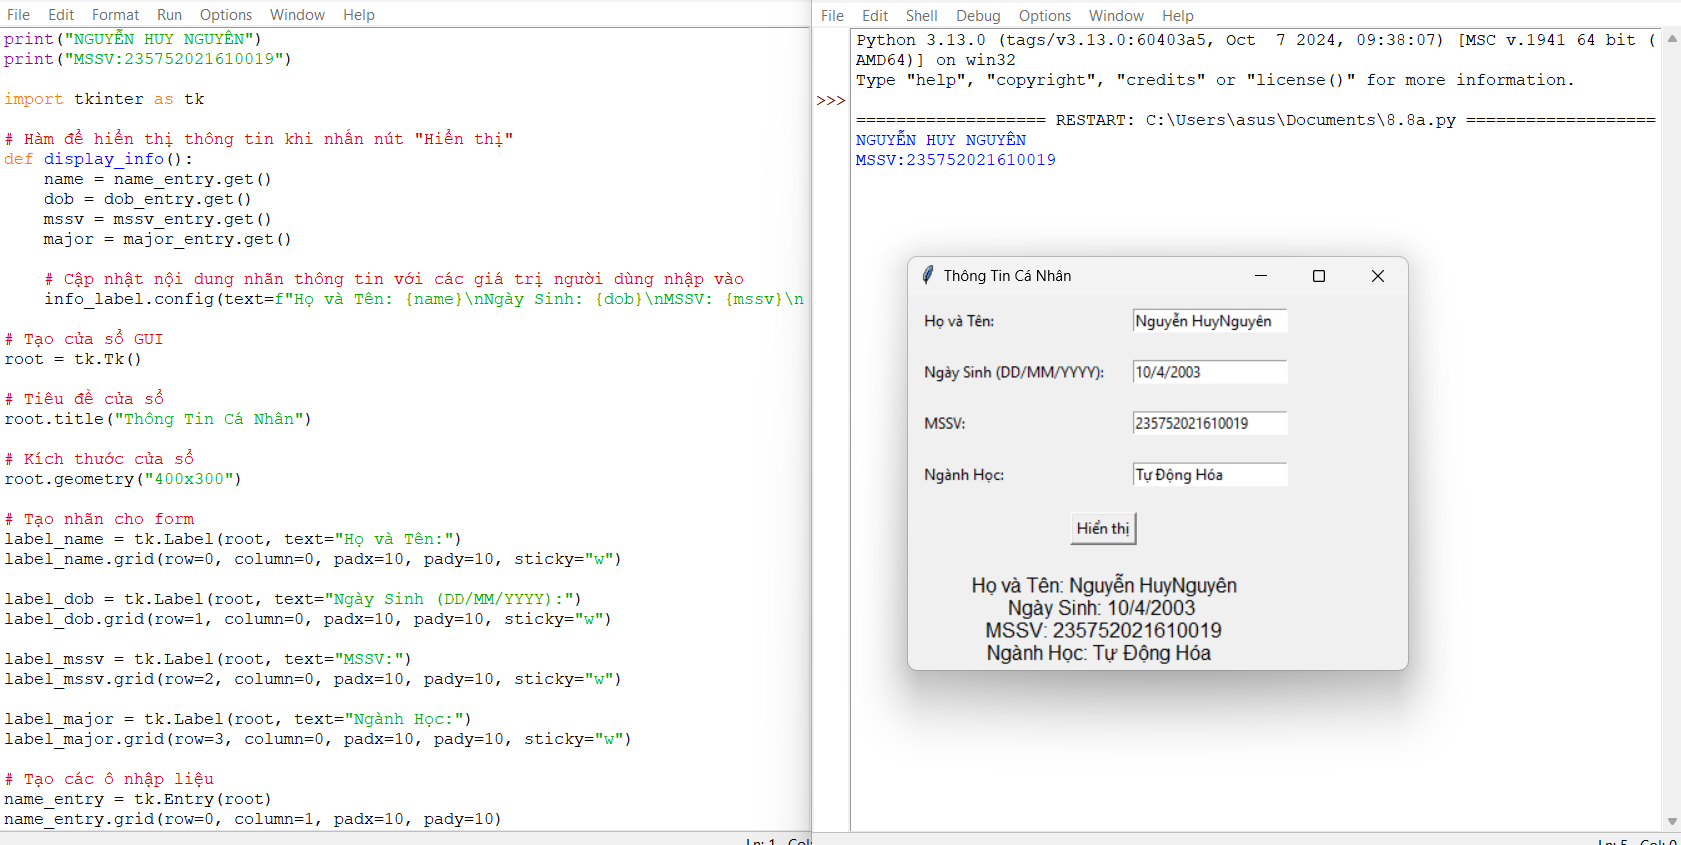 File Edit Format Run Options Window Help
print("NGUYỄN HUY NGUYÊN")
print("MSSV:235752021610019")
import tkinter as tk
# Hàm để hiển thị thông tin khi nhấn nút "Hiển thị"
def display_info():
    name = name_entry.get()
    dob = dob_entry.get()
    mssv = mssv_entry.get()
    major = major_entry.get()
    # Cập nhật nội dung nhãn thông tin với các giá trị người dùng nhập vào
    info_label.config(text=f"Họ và Tên: {name}\nNgày Sinh: {dob}\nMSSV: {mssv}\n
# Tạo cửa sổ GUI
root = tk.Tk()
# Tiêu đề cửa sổ
root.title("Thông Tin Cá Nhân")
# Kích thước cửa sổ
root.geometry("400x300")
# Tạo nhãn cho form
label_name = tk.Label(root, text="Họ và Tên:")
label_name.grid(row=0, column=0, padx=10, pady=10, sticky="w")
label_dob = tk.Label(root, text="Ngày Sinh (DD/MM/YYYY):")
label_dob.grid(row=1, column=0, padx=10, pady=10, sticky="w")
label_mssv = tk.Label(root, text="MSSV:")
label_mssv.grid(row=2, column=0, padx=10, pady=10, sticky="w")
label_major = tk.Label(root, text="Ngành Học:")
label_major.grid(row=3, column=0, padx=10, pady=10, sticky="w")
# Tạo các ô nhập liệu
name_entry = tk.Entry(root)
name_entry.grid(row=0, column=1, padx=10, pady=10)
File Edit Shell Debug Options Window Help
Python 3.13.0 (tags/v3.13.0:60403a5, Oct  7 2024, 09:38:07) [MSC v.1941 64 bit (
AMD64)] on win32
Type "help", "copyright", "credits" or "license()" for more information.
>>>
=================== RESTART: C:\Users\asus\Documents\8.8a.py ===================
NGUYỄN HUY NGUYÊN
MSSV:235752021610019
Thông Tin Cá Nhân
Họ và Tên: Nguyễn HuyNguyên
Ngày Sinh (DD/MM/YYYY): 10/4/2003
MSSV: 235752021610019
Ngành Học: Tự Động Hóa
Hiển thị
Họ và Tên: Nguyễn HuyNguyên
Ngày Sinh: 10/4/2003
MSSV: 235752021610019
Ngành Học: Tự Động Hóa